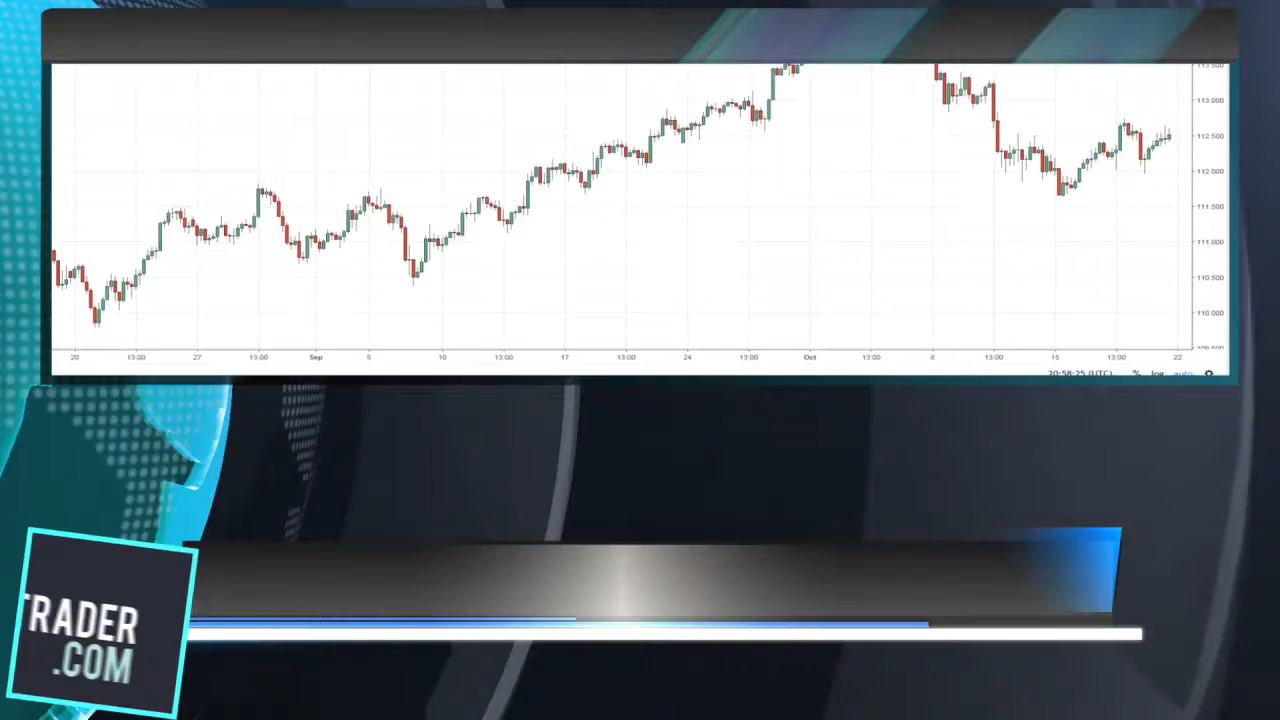 113.000
112.500
112.000
111.500
111.000
110.500
110.000
20 13:00 27 13:00 Sep 5 10 13:00 17 13:00 24 13:00 Oct 13:00 8 13:00 15 13:00 22
20:58:25 (UTC) % log auto
TRADER
.COM